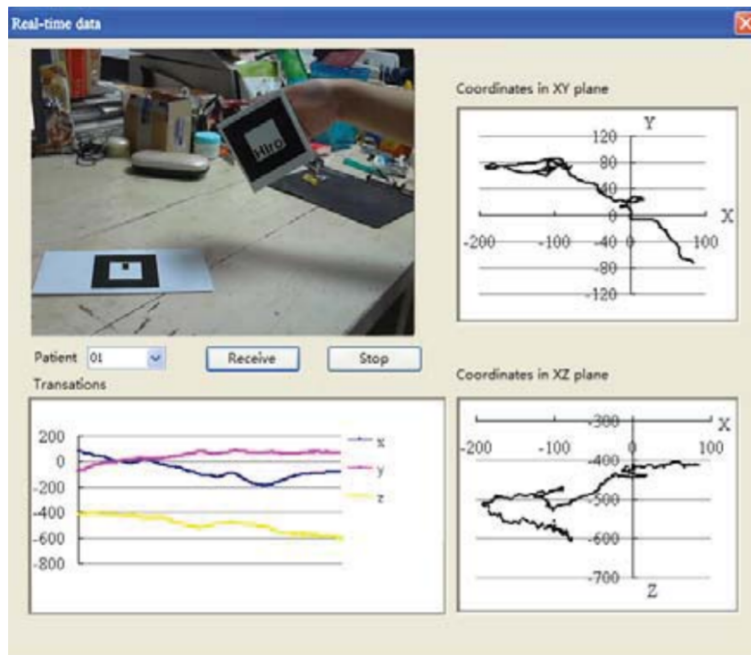 Real-time data
Hiro
Patient 01
Receive
Stop
Transations
200
0
-200
-400
-600
-800
x
y
z
Coordinates in XY plane
Y
120
80
40
0
X
-200 -100 -40 0 100
-80
-120
Coordinates in XZ plane
-300 X
-200 -100 0 100
-400
-500
-600
-700
Z